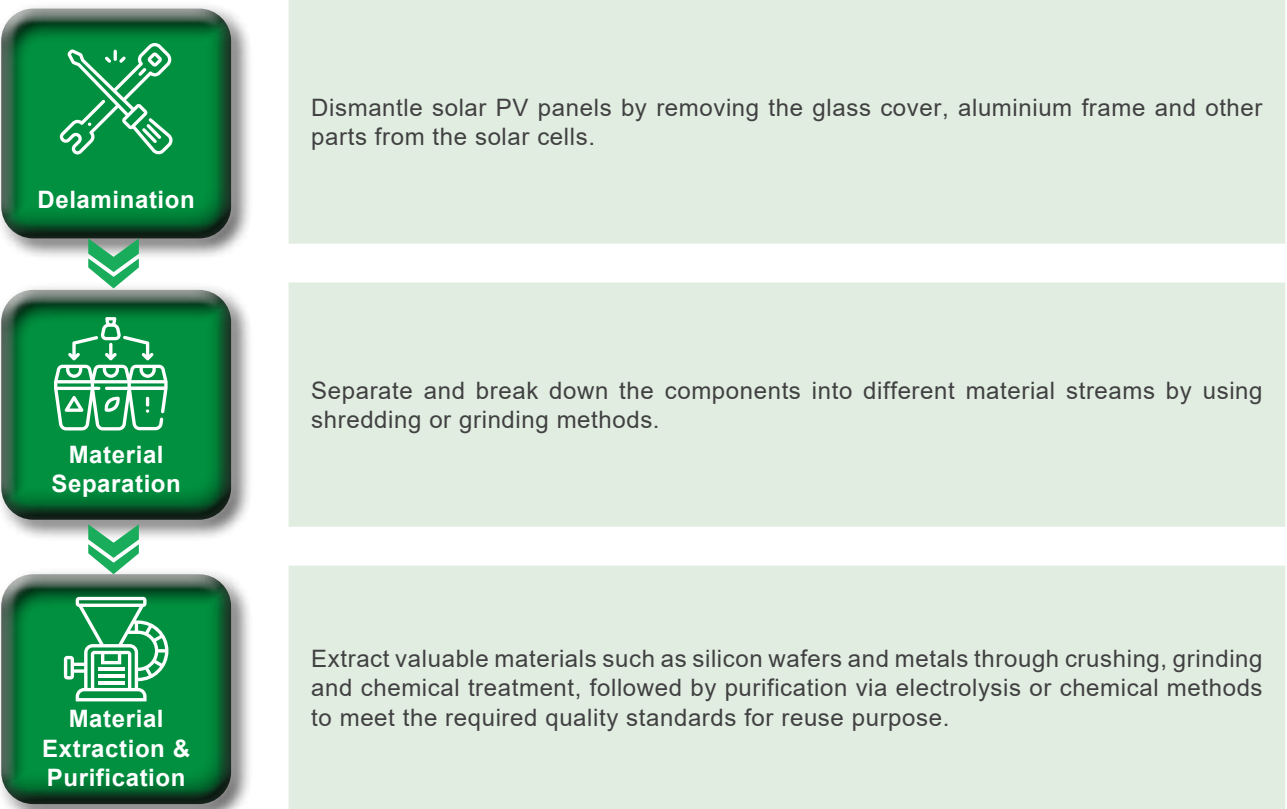 Delamination
Dismantle solar PV panels by removing the glass cover, aluminium frame and other
parts from the solar cells.
Material
Separation
Separate and break down the components into different material streams by using
shredding or grinding methods.
Material
Extraction &
Purification
Extract valuable materials such as silicon wafers and metals through crushing, grinding
and chemical treatment, followed by purification via electrolysis or chemical methods
to meet the required quality standards for reuse purpose.